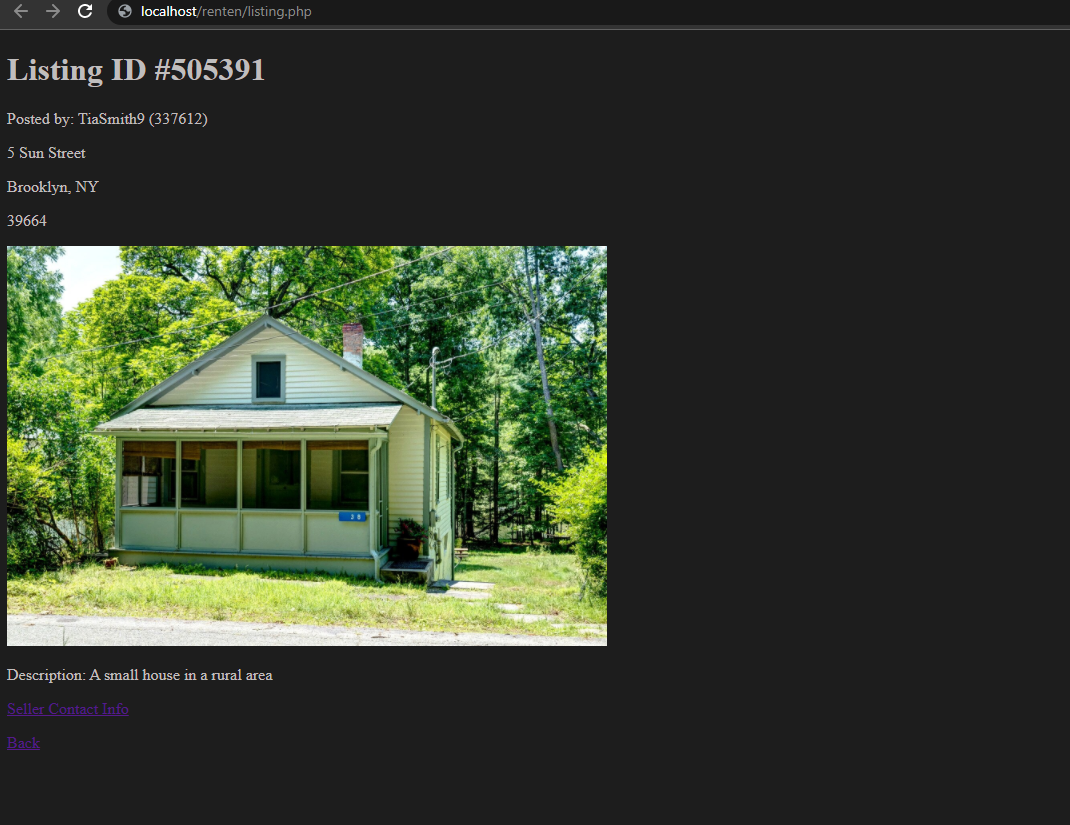 localhost/renten/listing.php
Listing ID #505391
Posted by: TiaSmith9 (337612)
5 Sun Street
Brooklyn, NY
39664
38
Description: A small house in a rural area
Seller Contact Info
Back